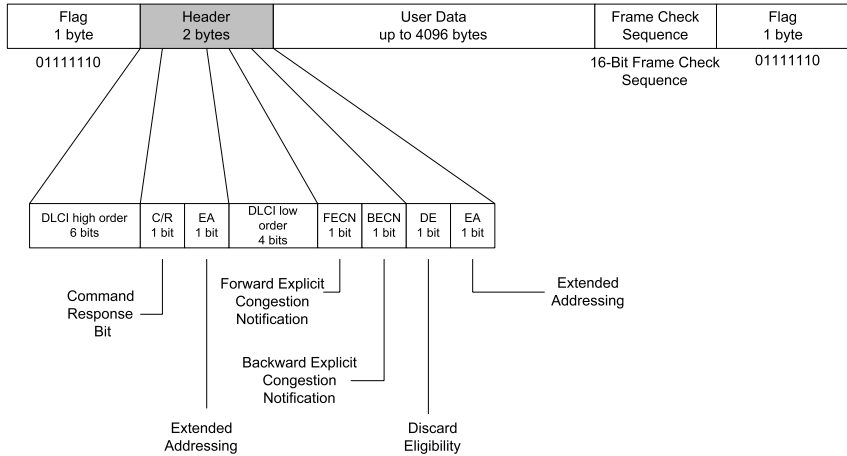 Flag
1 byte
Header
2 bytes
User Data
up to 4096 bytes
Frame Check
Sequence
Flag
1 byte
01111110
16-Bit Frame Check
Sequence
01111110
DLCI high order
6 bits
C/R
1 bit
EA
1 bit
DLCI low
order
4 bits
FECN
1 bit
BECN
1 bit
DE
1 bit
EA
1 bit
Command
Response
Bit
Forward Explicit
Congestion
Notification
Extended
Addressing
Backward Explicit
Congestion
Notification
Extended
Addressing
Discard
Eligibility